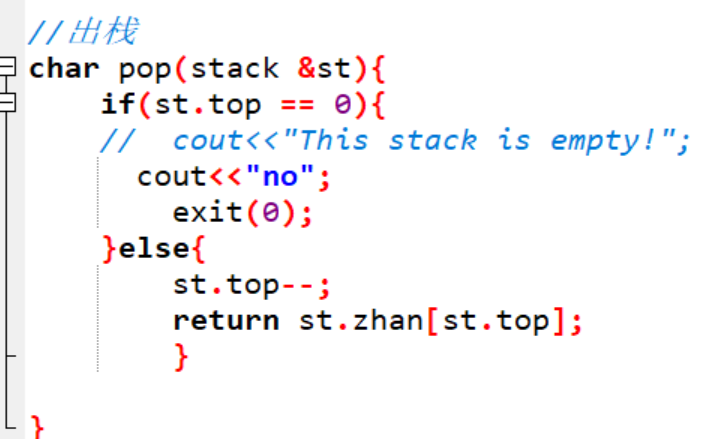 //出栈
char pop(stack &st){
    if(st.top == 0){
    //  cout<<"This stack is empty!";
      cout<<"no";
        exit(0);
    }else{
        st.top--;
        return st.zhan[st.top];
        }
}